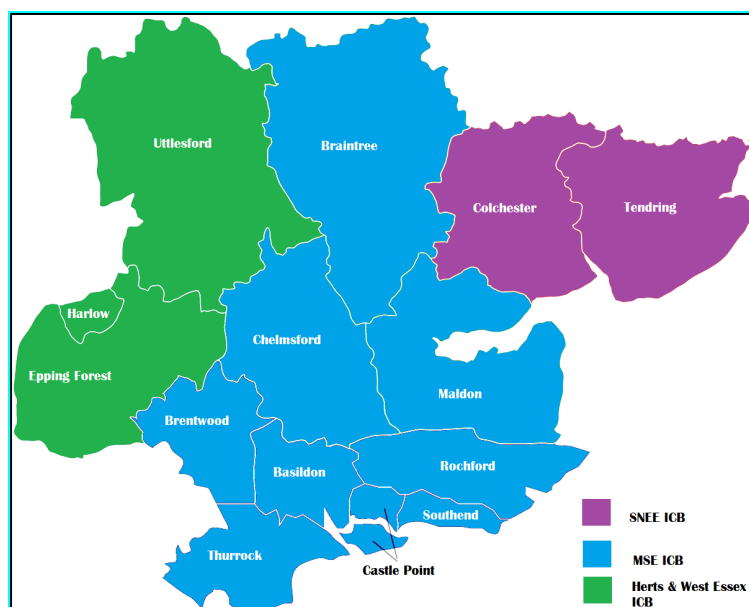 Uttlesford
Braintree
Colchester
Tendring
Harlow
Chelmsford
Epping Forest
Maldon
Brentwood
Basildon
Rochford
Southend
Thurrock
Castle Point
SNEE ICB
MSE ICB
Herts & West Essex
ICB